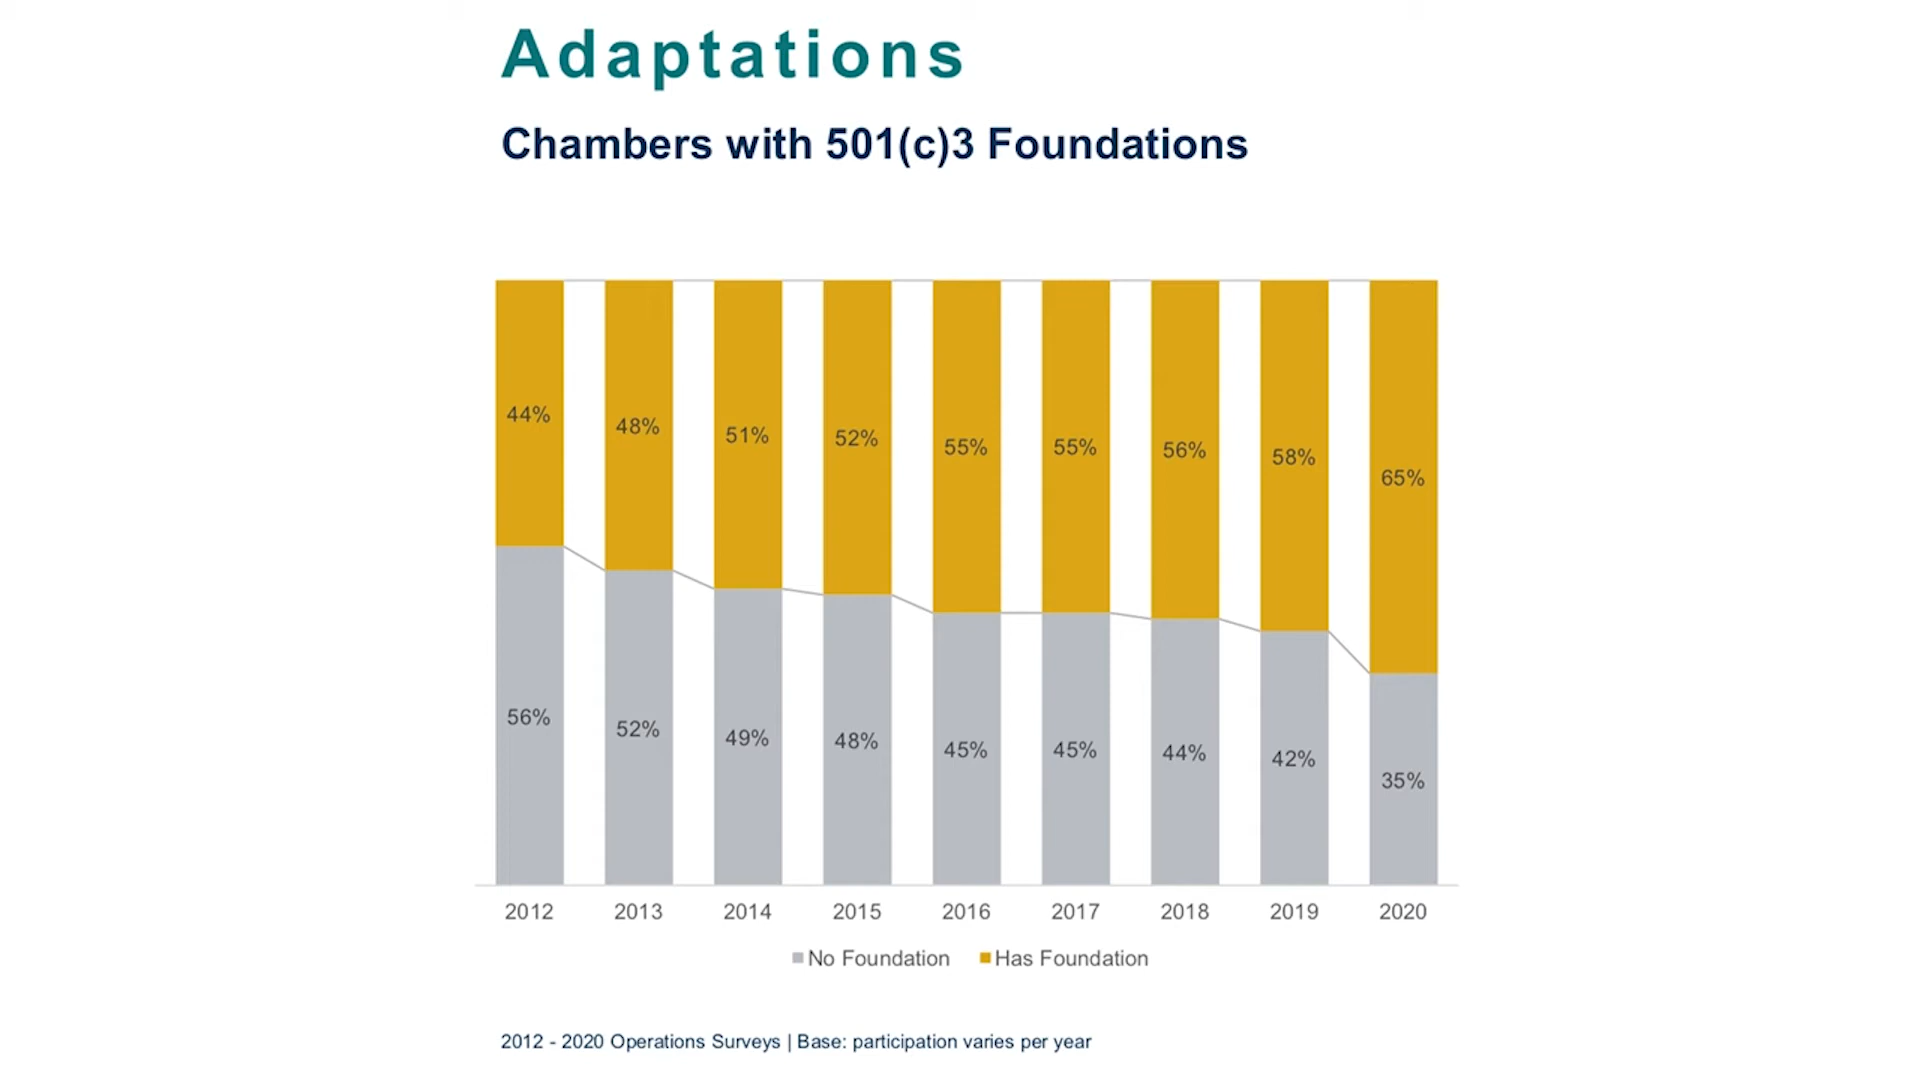 Adaptations
Chambers with 501(c)3 Foundations
44% 48% 51% 52% 55% 55% 56% 58% 65%
56% 52% 49% 48% 45% 45% 44% 42% 35%
2012 2013 2014 2015 2016 2017 2018 2019 2020
No Foundation Has Foundation
2012 - 2020 Operations Surveys | Base: participation varies per year